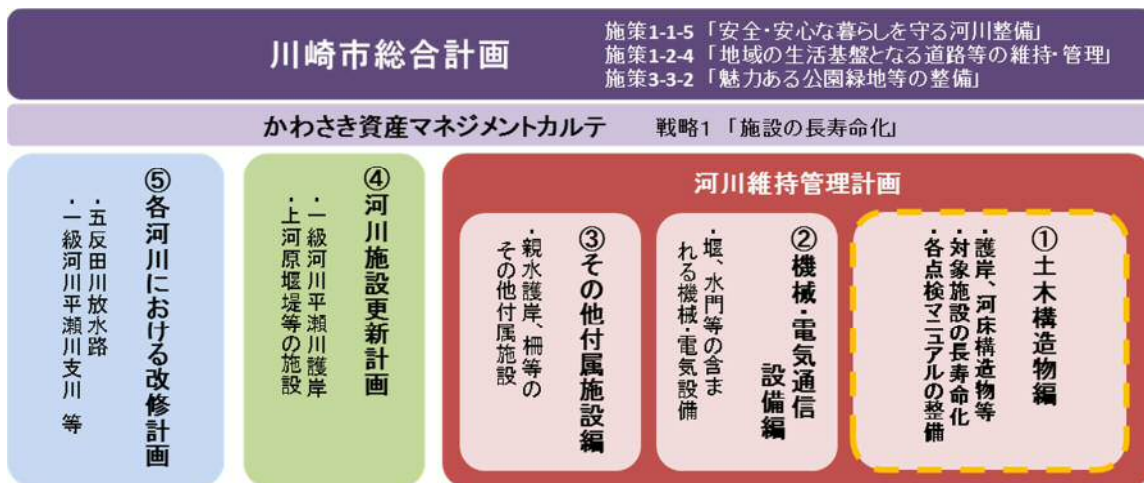 川崎市総合計画
施策1-1-5 「安全・安心な暮らしを守る河川整備」
施策1-2-4 「地域の生活基盤となる道路等の維持・管理」
施策3-3-2 「魅力ある公園緑地等の整備」
かわさき資産マネジメントカルテ 戦略1 「施設の長寿命化」
河川維持管理計画
①土木構造物編
・護岸、河床構造物等
・対象施設の長寿命化
・各点検マニュアルの整備
②機械・電気通信
設備編
・堰、水門等の含ま
れる機械・電気設備
③その他付属施設編
・親水護岸、柵等の
その他付属施設
④河川施設更新計画
・一級河川平瀬川護岸
・上河原堰堤等の施設
⑤各河川における改修計画
・五反田川放水路
・一級河川平瀬川支川 等